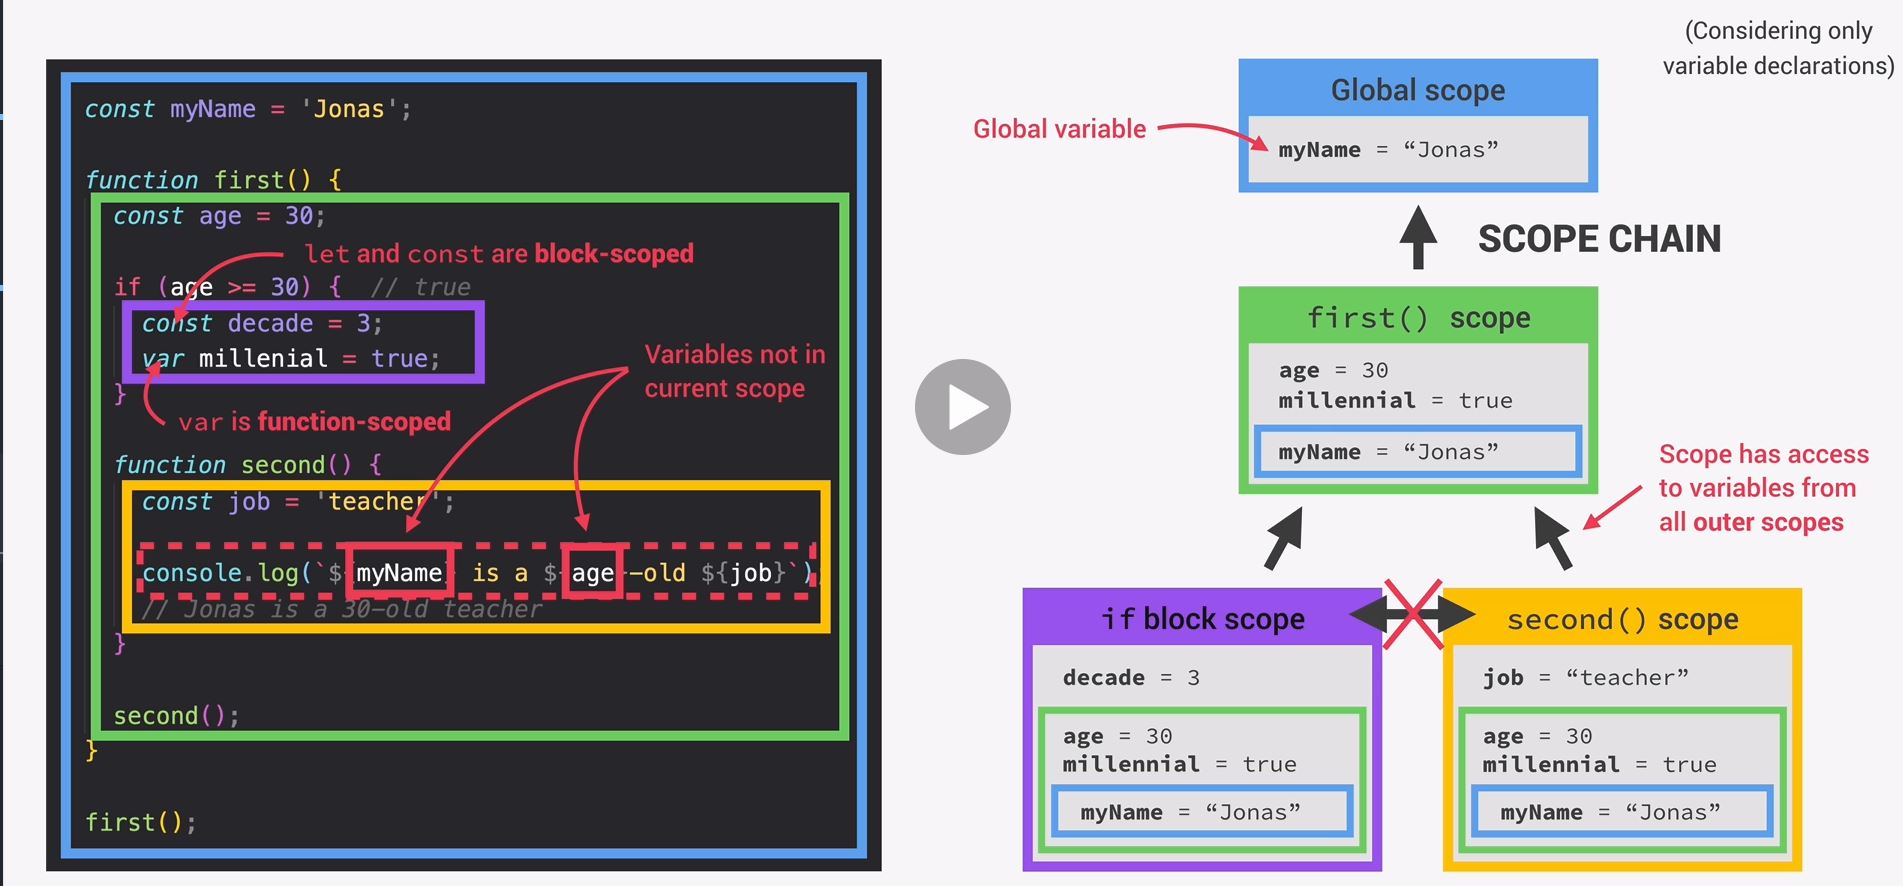 (Considering only
variable declarations)
const myName = 'Jonas';
function first() {
const age = 30;
let and const are block-scoped
if (age >= 30) { // true
const decade = 3;
var millenial = true;
}
var is function-scoped
Variables not in
current scope
function second() {
const job = 'teacher';
console.log(`${myName} is a ${age}-old ${job}`)
// Jonas is a 30-old teacher
}
second();
}
first();
Global scope
Global variable
myName = “Jonas”
SCOPE CHAIN
first() scope
age = 30
millennial = true
myName = “Jonas”
Scope has access
to variables from
all outer scopes
if block scope
decade = 3
age = 30
millennial = true
myName = “Jonas”
second() scope
job = “teacher”
age = 30
millennial = true
myName = “Jonas”